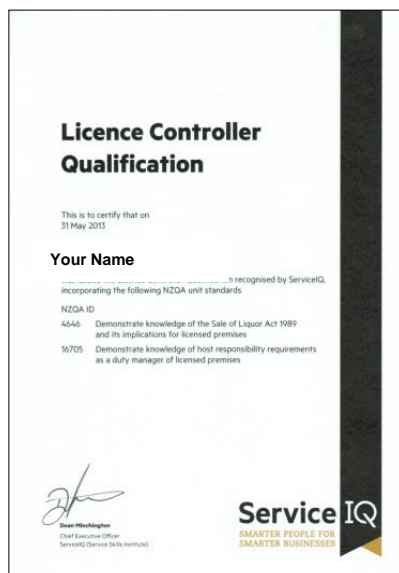 Licence Controller
Qualification
This is to certify that on
31 May 2013
Your Name
recognised by ServiceIQ,
incorporating the following NZQA unit standards
NZQA ID
4646 Demonstrate knowledge of the Sale of Liquor Act 1989
and its implications for licensed premises
16705 Demonstrate knowledge of host responsibility requirements
as a duty manager of licensed premises
Dean Minchington
Chief Executive Officer
ServiceIQ (Service Skills Institute)
Service IQ
SMARTER PEOPLE FOR
SMARTER BUSINESSES